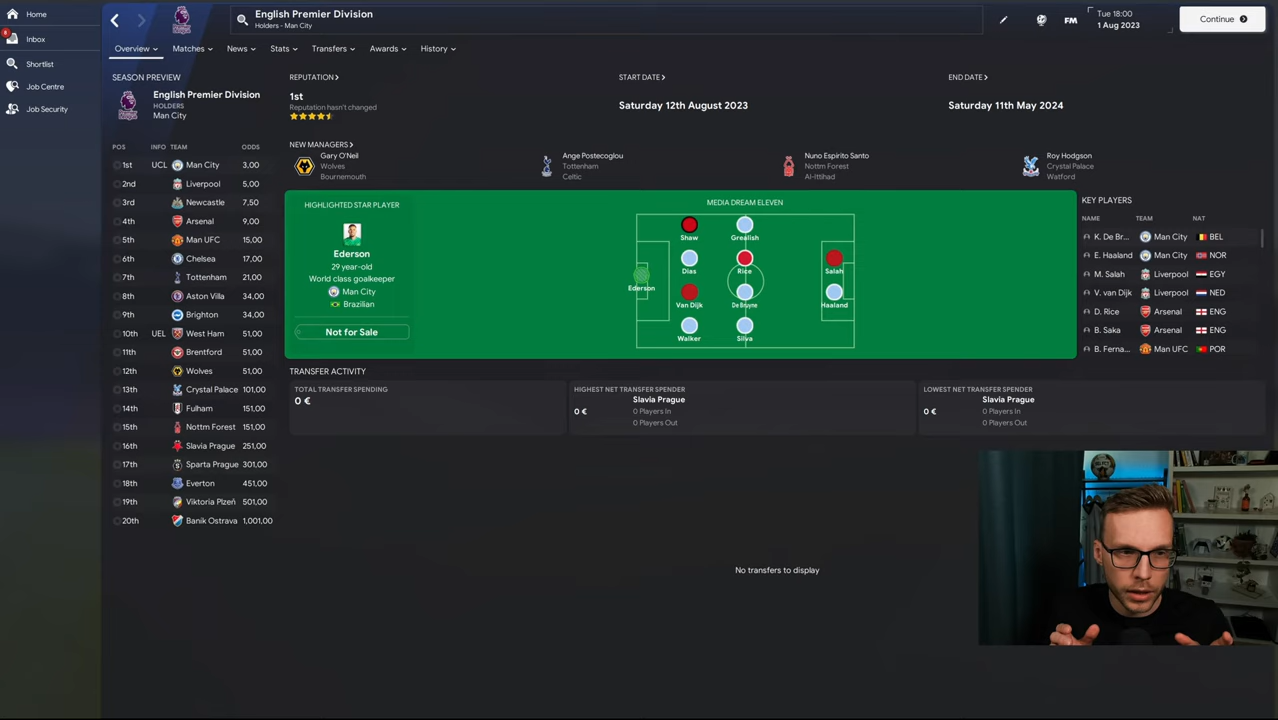 Home
Inbox
Shortlist
Job Centre
Job Security
English Premier Division
Holders - Man City
FM
Tue 18:00
1 Aug 2023
Continue
Overview
Matches
News
Stats
Transfers
Awards
History
SEASON PREVIEW
English Premier Division
HOLDERS
Man City
REPUTATION
1st
Reputation hasn't changed
START DATE
Saturday 12th August 2023
END DATE
Saturday 11th May 2024
NEW MANAGERS
Gary O'Neil
Wolves
Bournemouth
Ange Postecoglou
Tottenham
Celtic
Nuno Espírito Santo
Nottm Forest
Al-Ittihad
Roy Hodgson
Crystal Palace
Watford
POS INFO TEAM ODDS
1st UCL Man City 3,00
2nd Liverpool 5,00
3rd Newcastle 7,50
4th Arsenal 9,00
5th Man UFC 15,00
6th Chelsea 17,00
7th Tottenham 21,00
8th Aston Villa 34,00
9th Brighton 34,00
10th UEL West Ham 51,00
11th Brentford 51,00
12th Wolves 51,00
13th Crystal Palace 101,00
14th Fulham 151,00
15th Nottm Forest 151,00
16th Slavia Prague 251,00
17th Sparta Prague 301,00
18th Everton 451,00
19th Viktoria Plzeň 501,00
20th Banik Ostrava 1,001,00
HIGHLIGHTED STAR PLAYER
Ederson
29 year-old
World class goalkeeper
Man City
Brazilian
Not for Sale
MEDIA DREAM ELEVEN
Shaw
Grealish
Dias
Rice
Salah
Ederson
Van Dijk
De Bruyne
Haaland
Walker
Silva
KEY PLAYERS
NAME TEAM NAT
K. De Br... Man City BEL
E. Haaland Man City NOR
M. Salah Liverpool EGY
V. van Dijk Liverpool NED
D. Rice Arsenal ENG
B. Saka Arsenal ENG
B. Ferna... Man UFC POR
TRANSFER ACTIVITY
TOTAL TRANSFER SPENDING
0 €
HIGHEST NET TRANSFER SPENDER
Slavia Prague
0 €
0 Players In
0 Players Out
LOWEST NET TRANSFER SPENDER
Slavia Prague
0 €
0 Players In
0 Players Out
No transfers to display